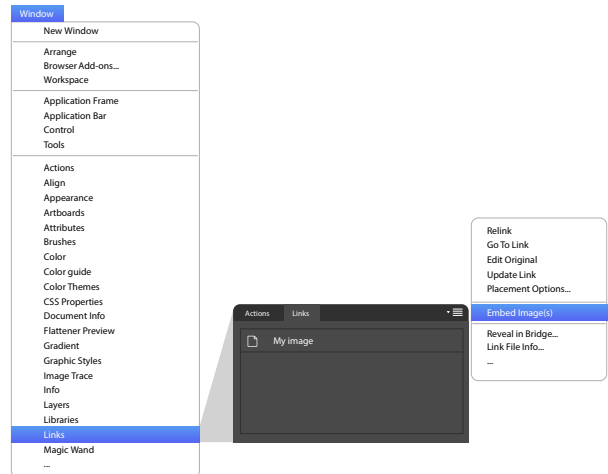 Window
New Window
Arrange
Browser Add-ons...
Workspace
Application Frame
Application Bar
Control
Tools
Actions
Align
Appearance
Artboards
Attributes
Brushes
Color
Color guide
Color Themes
CSS Properties
Document Info
Flattener Preview
Gradient
Graphic Styles
Image Trace
Info
Layers
Libraries
Links
Magic Wand
...
Actions Links
My image
Relink
Go To Link
Edit Original
Update Link
Placement Options...
Embed Image(s)
Reveal in Bridge...
Link File Info...
...